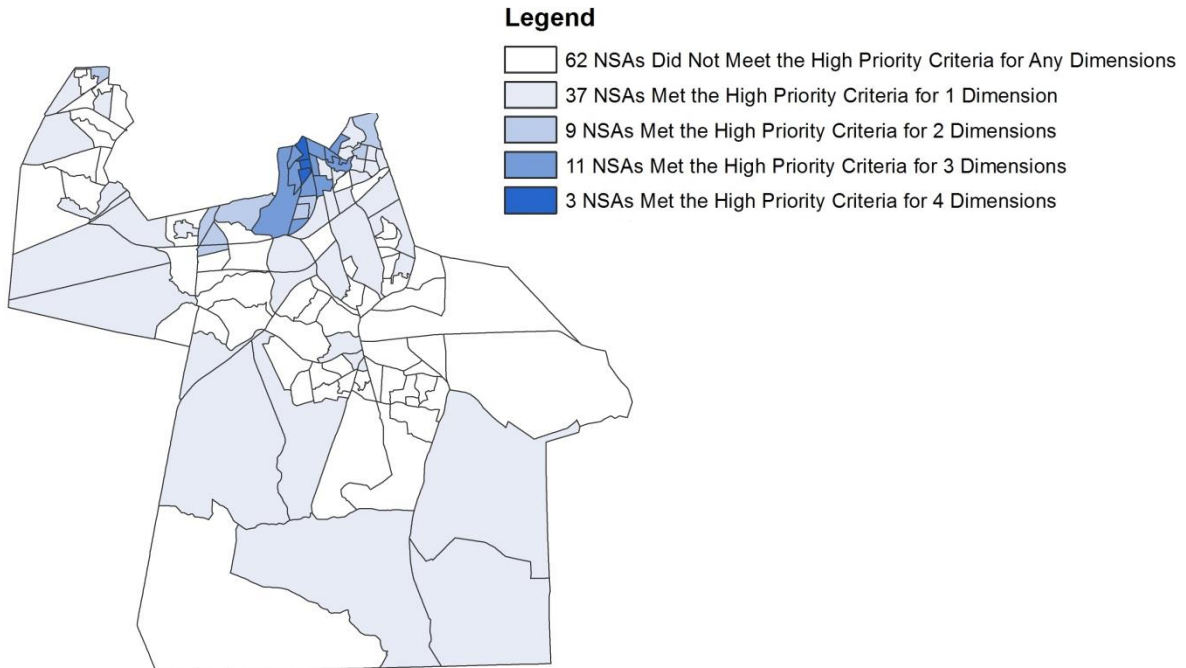 Legend
62 NSAs Did Not Meet the High Priority Criteria for Any Dimensions
37 NSAs Met the High Priority Criteria for 1 Dimension
9 NSAs Met the High Priority Criteria for 2 Dimensions
11 NSAs Met the High Priority Criteria for 3 Dimensions
3 NSAs Met the High Priority Criteria for 4 Dimensions